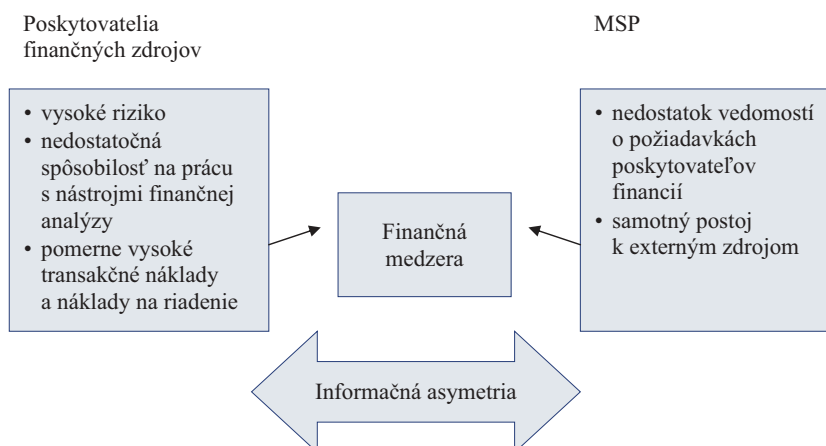 Poskytovatelia
finančných zdrojov
• vysoké riziko
• nedostatočná
spôsobilosť na prácu
s nástrojmi finančnej
analýzy
• pomerne vysoké
transakčné náklady
a náklady na riadenie
Finančná
medzera
MSP
• nedostatok vedomostí
o požiadavkách
poskytovateľov
financií
• samotný postoj
k externým zdrojom
Informačná asymetria